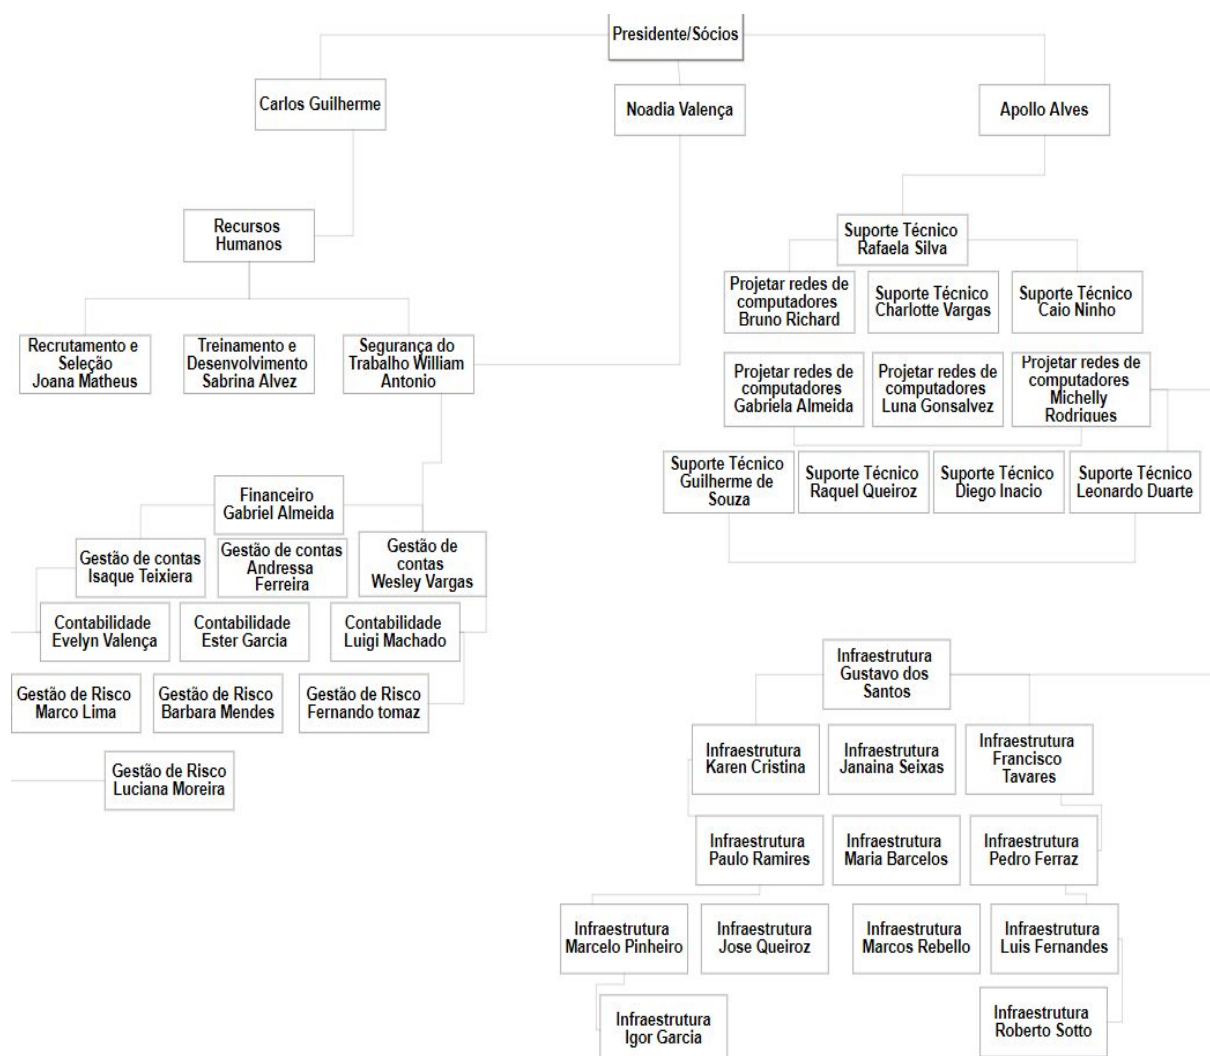 Presidente/Sócios
Carlos Guilherme
Noadia Valença
Apollo Alves
Recursos
Humanos
Suporte Técnico
Rafaela Silva
Projetar redes de
computadores
Bruno Richard
Suporte Técnico
Charlotte Vargas
Suporte Técnico
Caio Ninho
Recrutamento e
Seleção
Joana Matheus
Treinamento e
Desenvolvimento
Sabrina Alvez
Segurança do
Trabalho William
Antonio
Projetar redes de
computadores
Gabriela Almeida
Projetar redes de
computadores
Luna Gonsalvez
Projetar redes de
computadores
Michelly
Rodrigues
Suporte Técnico
Guilherme de
Souza
Suporte Técnico
Raquel Queiroz
Suporte Técnico
Diego Inacio
Suporte Técnico
Leonardo Duarte
Financeiro
Gabriel Almeida
Gestão de contas
Isaque Teixiera
Gestão de contas
Andressa
Ferreira
Gestão de
contas
Wesley Vargas
Contabilidade
Evelyn Valença
Contabilidade
Ester Garcia
Contabilidade
Luigi Machado
Gestão de Risco
Marco Lima
Gestão de Risco
Barbara Mendes
Gestão de Risco
Fernando tomaz
Gestão de Risco
Luciana Moreira
Infraestrutura
Gustavo dos
Santos
Infraestrutura
Karen Cristina
Infraestrutura
Janaina Seixas
Infraestrutura
Francisco
Tavares
Infraestrutura
Paulo Ramires
Infraestrutura
Maria Barcelos
Infraestrutura
Pedro Ferraz
Infraestrutura
Marcelo Pinheiro
Infraestrutura
Jose Queiroz
Infraestrutura
Marcos Rebello
Infraestrutura
Luis Fernandes
Infraestrutura
Igor Garcia
Infraestrutura
Roberto Sotto